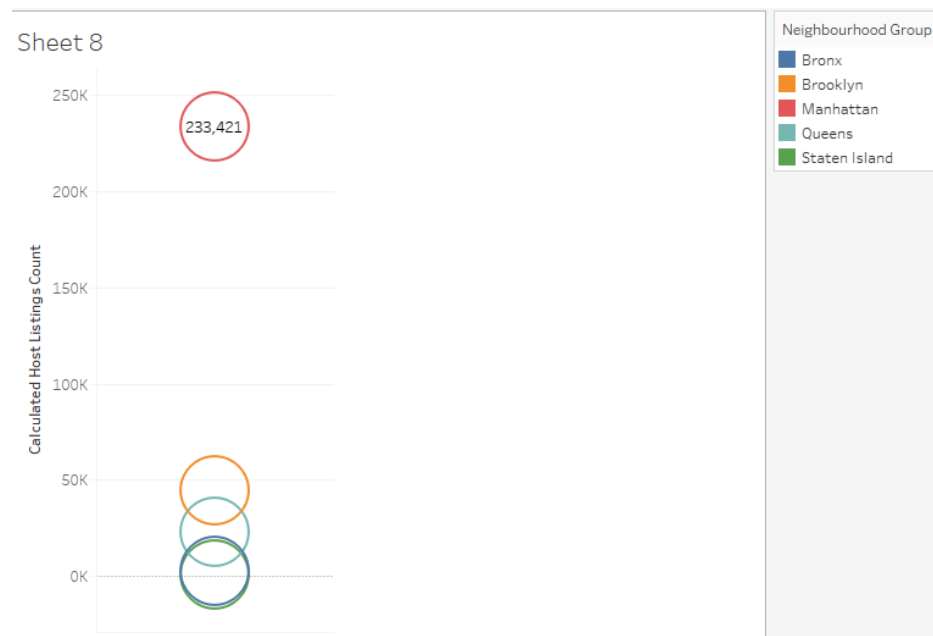 Sheet 8
Neighbourhood Group
Bronx
Brooklyn
Manhattan
Queens
Staten Island
Calculated Host Listings Count
250K
200K
150K
100K
50K
0K
233,421